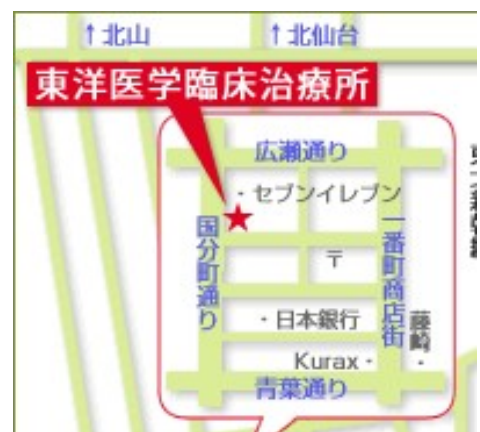 ↑北山
↑北仙台
東洋医学臨床治療所
広瀬通り
・セブンイレブン
国分町通り
一番町商店街
〒
・日本銀行
藤崎・
Kurax・
青葉通り